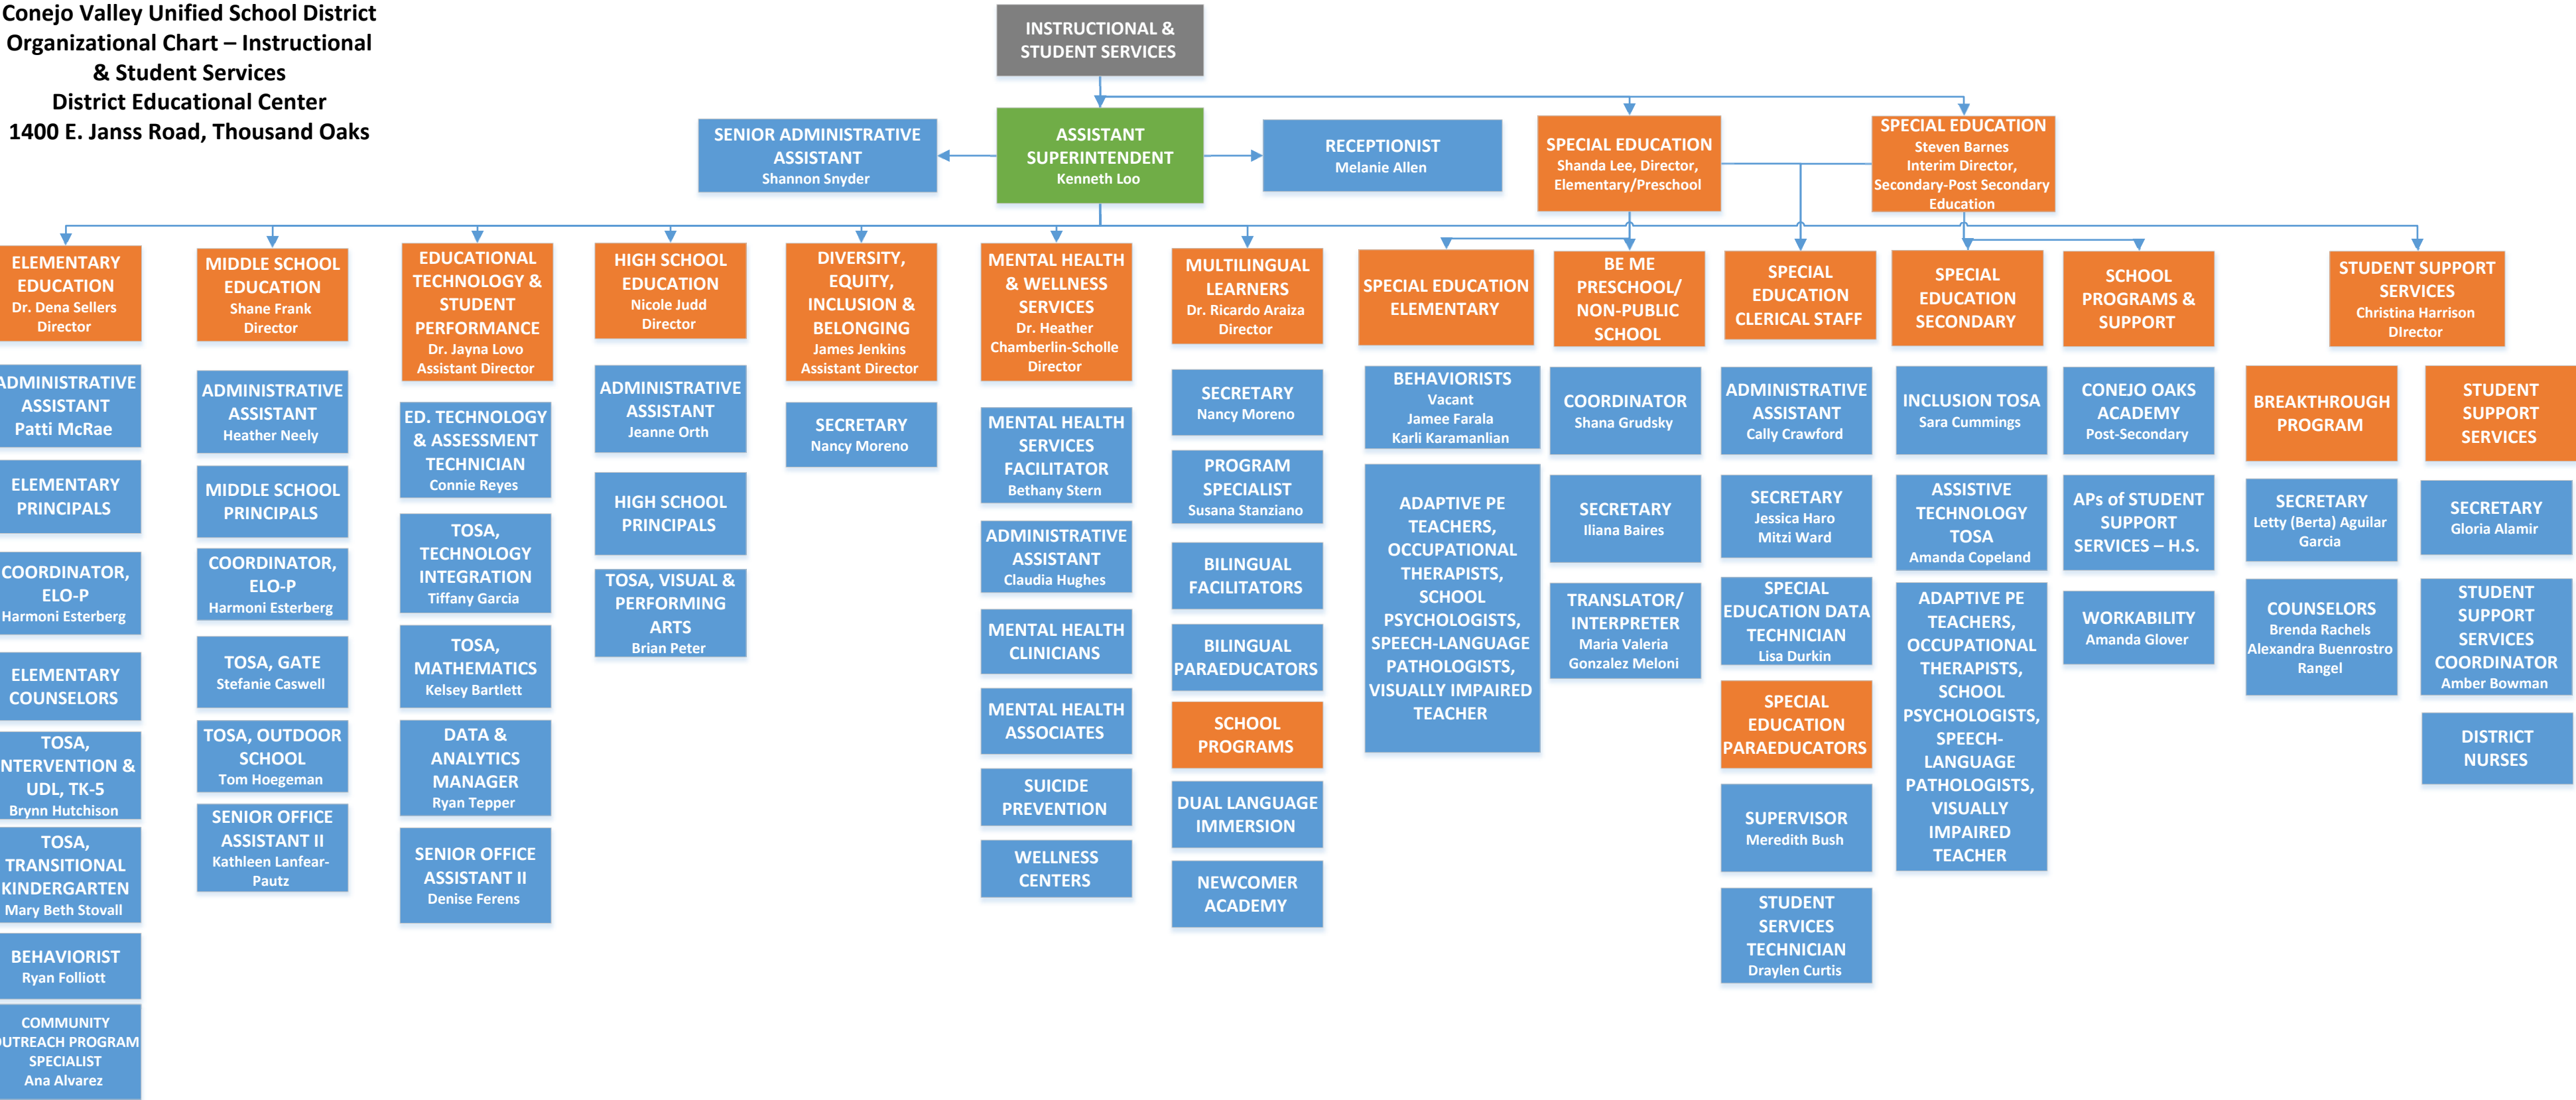 Conejo Valley Unified School District
Organizational Chart – Instructional
& Student Services
District Educational Center
1400 E. Janss Road, Thousand Oaks
INSTRUCTIONAL &
STUDENT SERVICES
SENIOR ADMINISTRATIVE
ASSISTANT
Shannon Snyder
ASSISTANT
SUPERINTENDENT
Kenneth Loo
RECEPTIONIST
Melanie Allen
SPECIAL EDUCATION
Shanda Lee, Director,
Elementary/Preschool
SPECIAL EDUCATION
Steven Barnes
Interim Director,
Secondary-Post Secondary
Education
ELEMENTARY
EDUCATION
Dr. Dena Sellers
Director
ADMINISTRATIVE
ASSISTANT
Patti McRae
ELEMENTARY
PRINCIPALS
COORDINATOR,
ELO-P
Harmoni Esterberg
ELEMENTARY
COUNSELORS
TOSA,
INTERVENTION &
UDL, TK-5
Brynn Hutchison
TOSA,
TRANSITIONAL
KINDERGARTEN
Mary Beth Stovall
BEHAVIORIST
Ryan Folliott
COMMUNITY
OUTREACH PROGRAM
SPECIALIST
Ana Alvarez
MIDDLE SCHOOL
EDUCATION
Shane Frank
Director
ADMINISTRATIVE
ASSISTANT
Heather Neely
MIDDLE SCHOOL
PRINCIPALS
COORDINATOR,
ELO-P
Harmoni Esterberg
TOSA, GATE
Stefanie Caswell
TOSA, OUTDOOR
SCHOOL
Tom Hoegeman
SENIOR OFFICE
ASSISTANT II
Kathleen Lanfear-
Pautz
EDUCATIONAL
TECHNOLOGY &
STUDENT
PERFORMANCE
Dr. Jayna Lovo
Assistant Director
ED. TECHNOLOGY
& ASSESSMENT
TECHNICIAN
Connie Reyes
TOSA,
TECHNOLOGY
INTEGRATION
Tiffany Garcia
TOSA,
MATHEMATICS
Kelsey Bartlett
DATA &
ANALYTICS
MANAGER
Ryan Tepper
SENIOR OFFICE
ASSISTANT II
Denise Ferens
HIGH SCHOOL
EDUCATION
Nicole Judd
Director
ADMINISTRATIVE
ASSISTANT
Jeanne Orth
HIGH SCHOOL
PRINCIPALS
TOSA, VISUAL &
PERFORMING
ARTS
Brian Peter
DIVERSITY,
EQUITY,
INCLUSION &
BELONGING
James Jenkins
Assistant Director
SECRETARY
Nancy Moreno
MENTAL HEALTH
& WELLNESS
SERVICES
Dr. Heather
Chamberlin-Scholle
Director
MENTAL HEALTH
SERVICES
FACILITATOR
Bethany Stern
ADMINISTRATIVE
ASSISTANT
Claudia Hughes
MENTAL HEALTH
CLINICIANS
MENTAL HEALTH
ASSOCIATES
SUICIDE
PREVENTION
WELLNESS
CENTERS
MULTILINGUAL
LEARNERS
Dr. Ricardo Araiza
Director
SECRETARY
Nancy Moreno
PROGRAM
SPECIALIST
Susana Stanziano
BILINGUAL
FACILITATORS
BILINGUAL
PARAEDUCATORS
SCHOOL
PROGRAMS
DUAL LANGUAGE
IMMERSION
NEWCOMER
ACADEMY
SPECIAL EDUCATION
ELEMENTARY
BEHAVIORISTS
Vacant
Jamee Farala
Karli Karamanlian
ADAPTIVE PE
TEACHERS,
OCCUPATIONAL
THERAPISTS,
SCHOOL
PSYCHOLOGISTS,
SPEECH-LANGUAGE
PATHOLOGISTS,
VISUALLY IMPAIRED
TEACHER
BE ME
PRESCHOOL/
NON-PUBLIC
SCHOOL
COORDINATOR
Shana Grudsky
SECRETARY
Iliana Baires
TRANSLATOR/
INTERPRETER
Maria Valeria
Gonzalez Meloni
SPECIAL
EDUCATION
CLERICAL STAFF
ADMINISTRATIVE
ASSISTANT
Cally Crawford
SECRETARY
Jessica Haro
Mitzi Ward
SPECIAL
EDUCATION DATA
TECHNICIAN
Lisa Durkin
SPECIAL
EDUCATION
PARAEDUCATORS
SUPERVISOR
Meredith Bush
STUDENT
SERVICES
TECHNICIAN
Draylen Curtis
SPECIAL
EDUCATION
SECONDARY
INCLUSION TOSA
Sara Cummings
ASSISTIVE
TECHNOLOGY
TOSA
Amanda Copeland
ADAPTIVE PE
TEACHERS,
OCCUPATIONAL
THERAPISTS,
SCHOOL
PSYCHOLOGISTS,
SPEECH-
LANGUAGE
PATHOLOGISTS,
VISUALLY
IMPAIRED
TEACHER
SCHOOL
PROGRAMS &
SUPPORT
CONEJO OAKS
ACADEMY
Post-Secondary
APs of STUDENT
SUPPORT
SERVICES – H.S.
WORKABILITY
Amanda Glover
STUDENT SUPPORT
SERVICES
Christina Harrison
DIrector
BREAKTHROUGH
PROGRAM
SECRETARY
Letty (Berta) Aguilar
Garcia
COUNSELORS
Brenda Rachels
Alexandra Buenrostro
Rangel
STUDENT
SUPPORT
SERVICES
SECRETARY
Gloria Alamir
STUDENT
SUPPORT
SERVICES
COORDINATOR
Amber Bowman
DISTRICT
NURSES